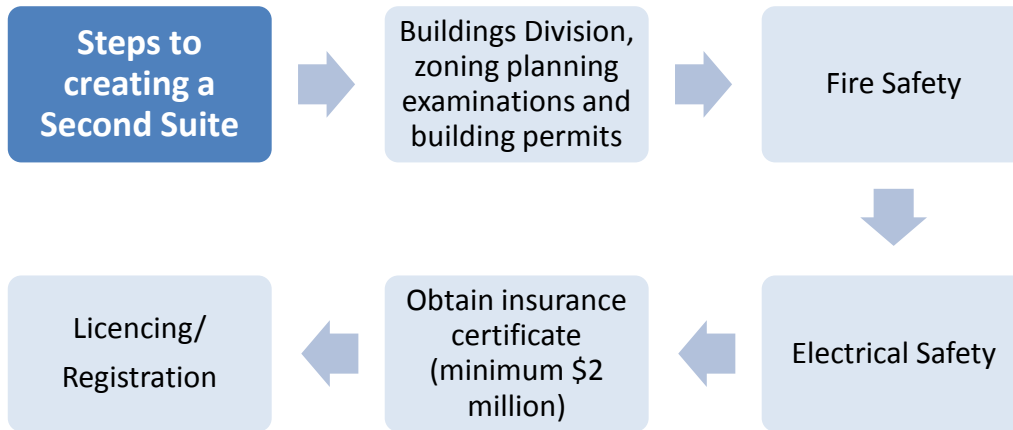 Steps to
creating a
Second Suite
Buildings Division,
zoning planning
examinations and
building permits
Fire Safety
Electrical Safety
Obtain insurance
certificate
(minimum $2
million)
Licencing/
Registration